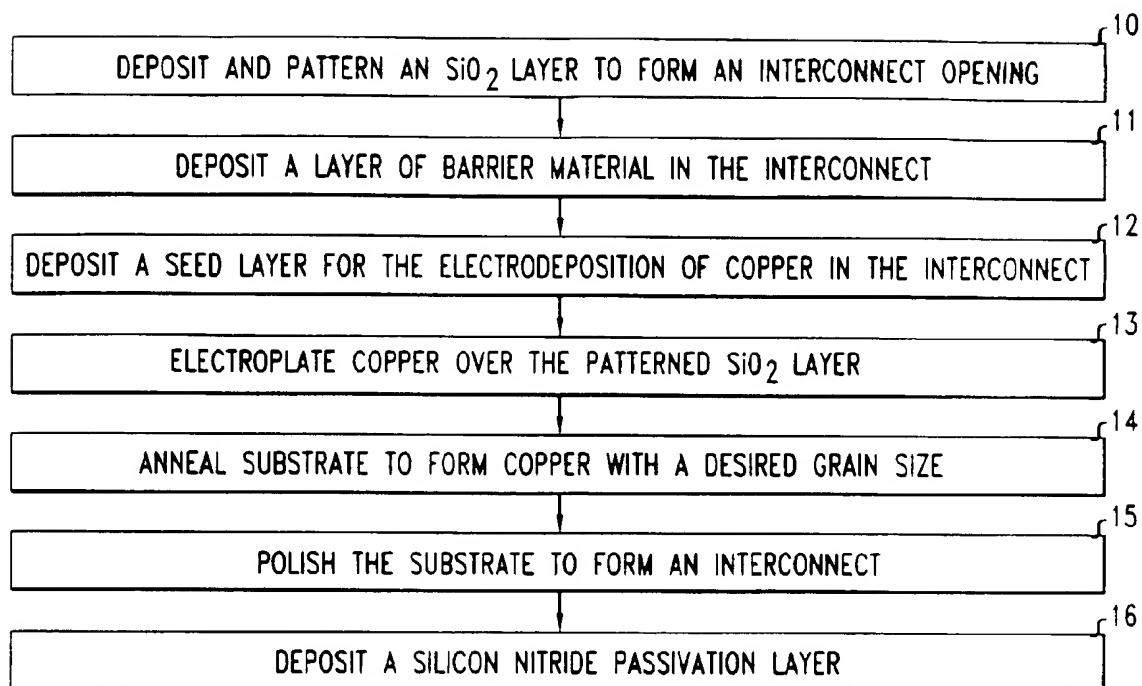 10
DEPOSIT AND PATTERN AN SiO2 LAYER TO FORM AN INTERCONNECT OPENING
11
DEPOSIT A LAYER OF BARRIER MATERIAL IN THE INTERCONNECT
12
DEPOSIT A SEED LAYER FOR THE ELECTRODEPOSITION OF COPPER IN THE INTERCONNECT
13
ELECTROPLATE COPPER OVER THE PATTERNED SiO2 LAYER
14
ANNEAL SUBSTRATE TO FORM COPPER WITH A DESIRED GRAIN SIZE
15
POLISH THE SUBSTRATE TO FORM AN INTERCONNECT
16
DEPOSIT A SILICON NITRIDE PASSIVATION LAYER